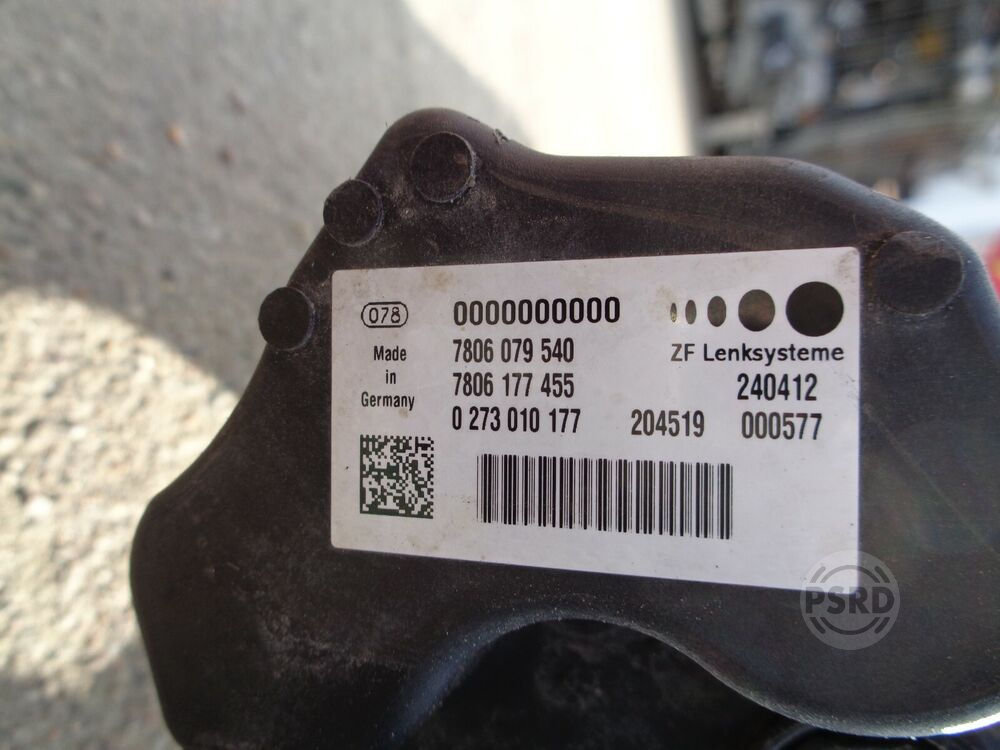 078
0000000000
Made
in
Germany
7806 079 540
7806 177 455
0 273 010 177
ZF Lenksysteme
240412
204519 000577
PSRD